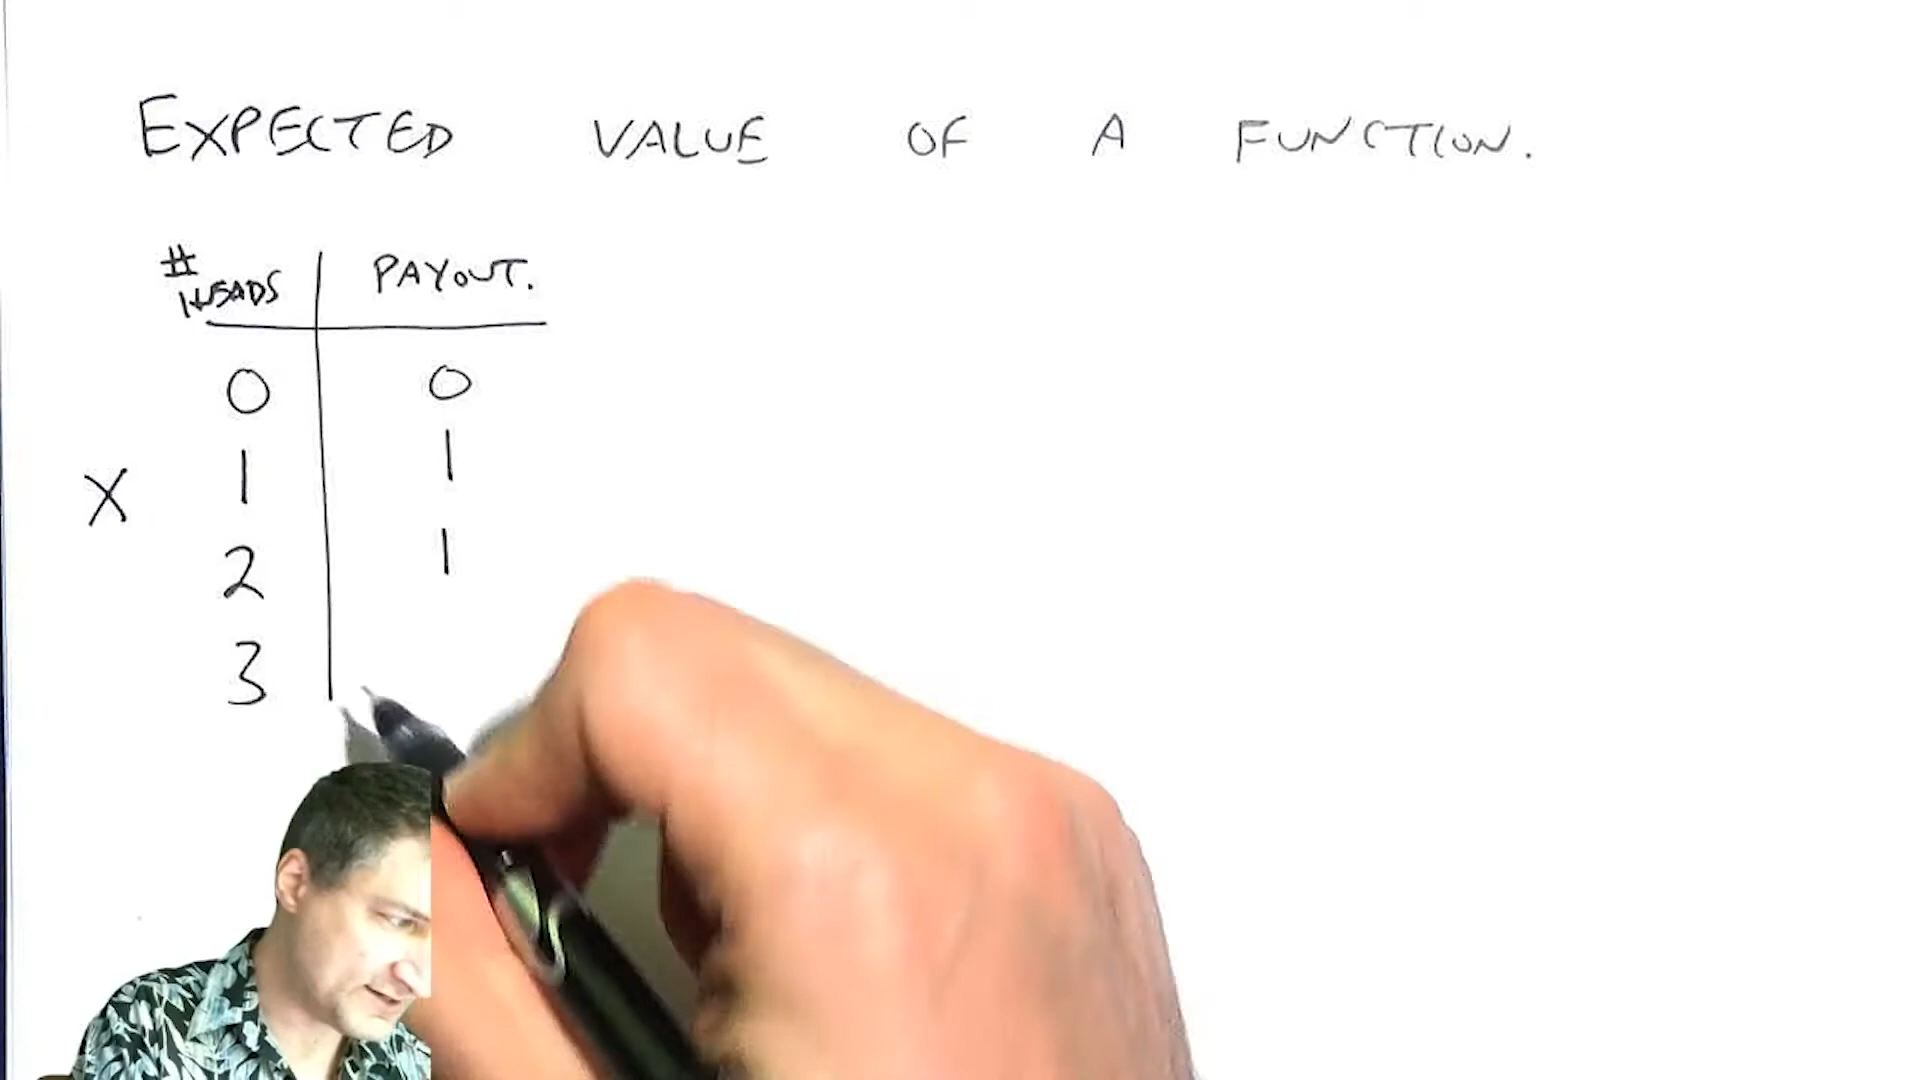 EXPECTED VALUE OF A FUNCTION.
# HEADS PAYOUT.
0 0
1 1
X
2 1
3